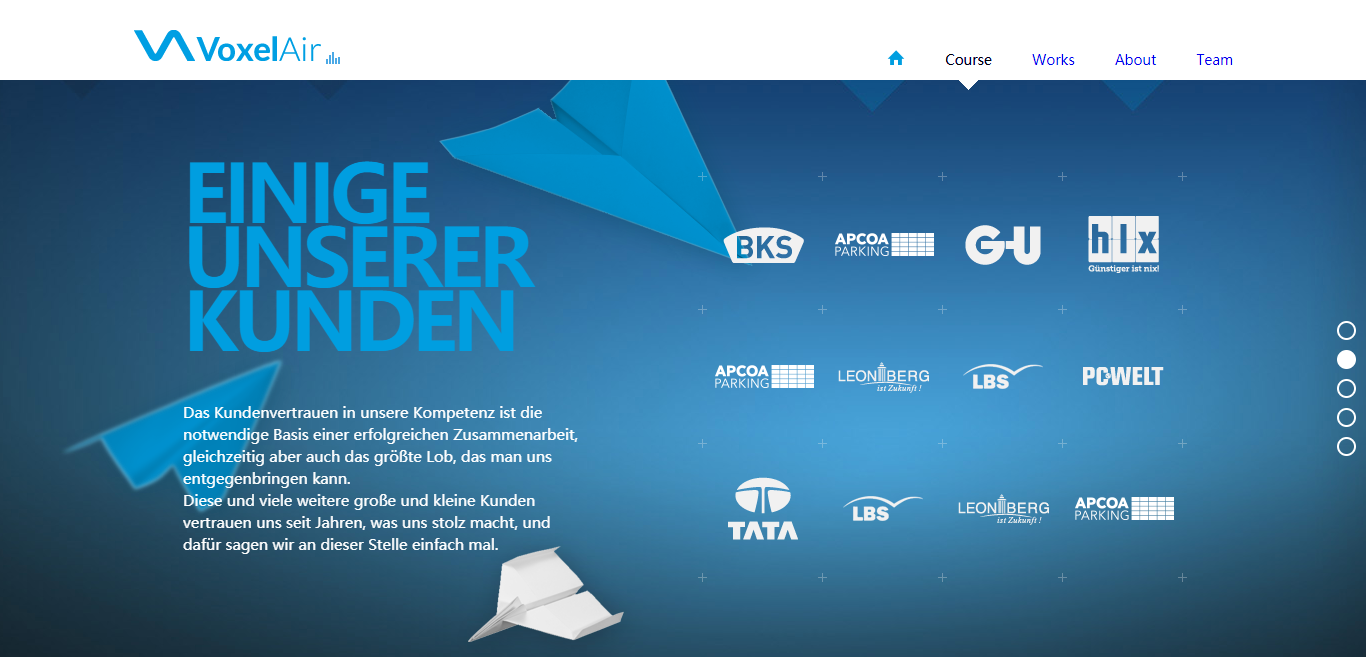 VoxelAir
Course
Works
About
Team
EINIGE
UNSERER
KUNDEN
Das Kundenvertrauen in unsere Kompetenz ist die
notwendige Basis einer erfolgreichen Zusammenarbeit,
gleichzeitig aber auch das größte Lob, das man uns
entgegenbringen kann.
Diese und viele weitere große und kleine Kunden
vertrauen uns seit Jahren, was uns stolz macht, und
dafür sagen wir an dieser Stelle einfach mal.
BKS
APCOA
PARKING
G-U
hlx
Günstiger ist nix!
APCOA
PARKING
LEONBERG
ist Zukunft !
LBS
PC-WELT
TATA
LBS
LEONBERG
ist Zukunft !
APCOA
PARKING